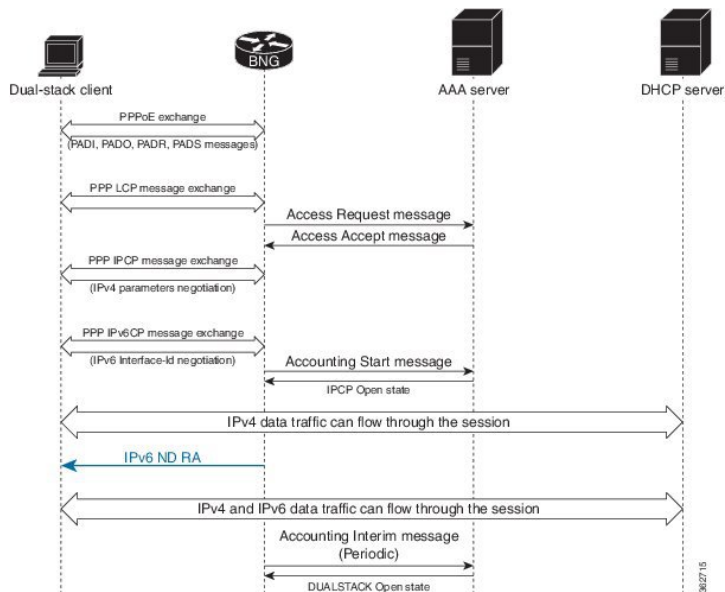 BNG
Dual-stack client
AAA server
DHCP server
PPPoE exchange
(PADI, PADO, PADR, PADS messages)
PPP LCP message exchange
Access Request message
Access Accept message
PPP IPCP message exchange
(IPv4 parameters negotiation)
PPP IPv6CP message exchange
(IPv6 Interface-Id negotiation)
Accounting Start message
IPCP Open state
IPv4 data traffic can flow through the session
IPv6 ND RA
IPv4 and IPv6 data traffic can flow through the session
Accounting Interim message
(Periodic)
DUALSTACK Open state
362715